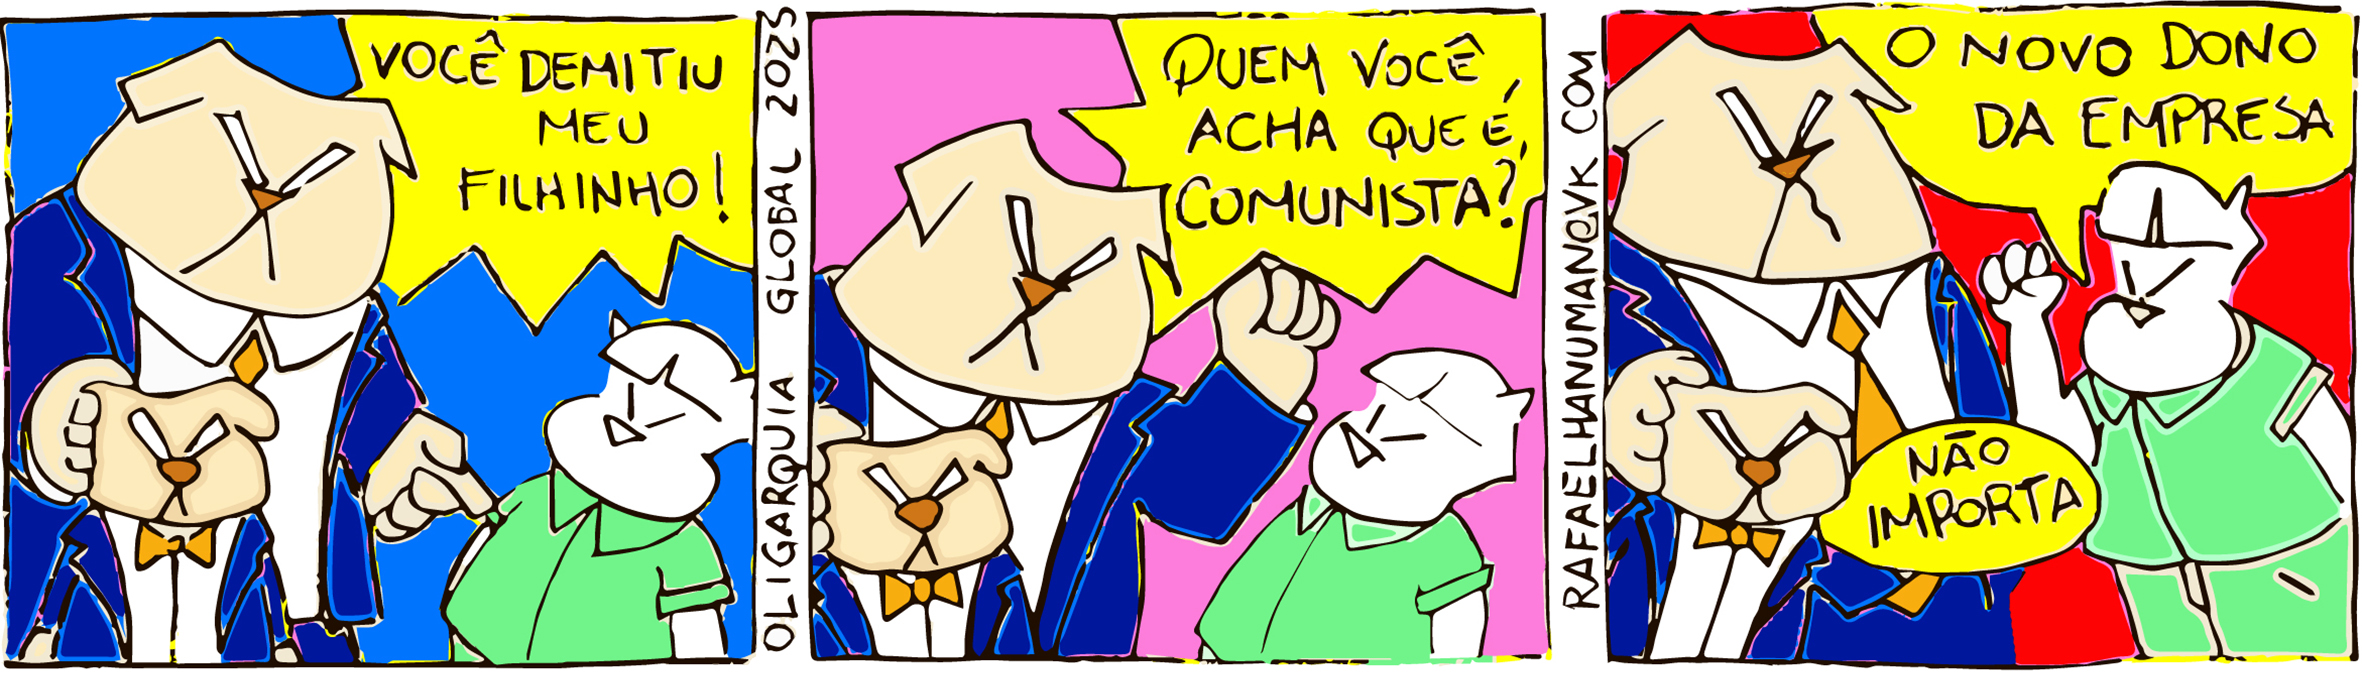 VOCÊ DEMITIU
MEU
FILHINHO!
OLIGARQUIA GLOBAL 2025
QUEM VOCÊ
ACHA QUE É,
COMUNISTA?
RAFAELHANUMAN@VK COM
O NOVO DONO
DA EMPRESA
NÃO
IMPORTA